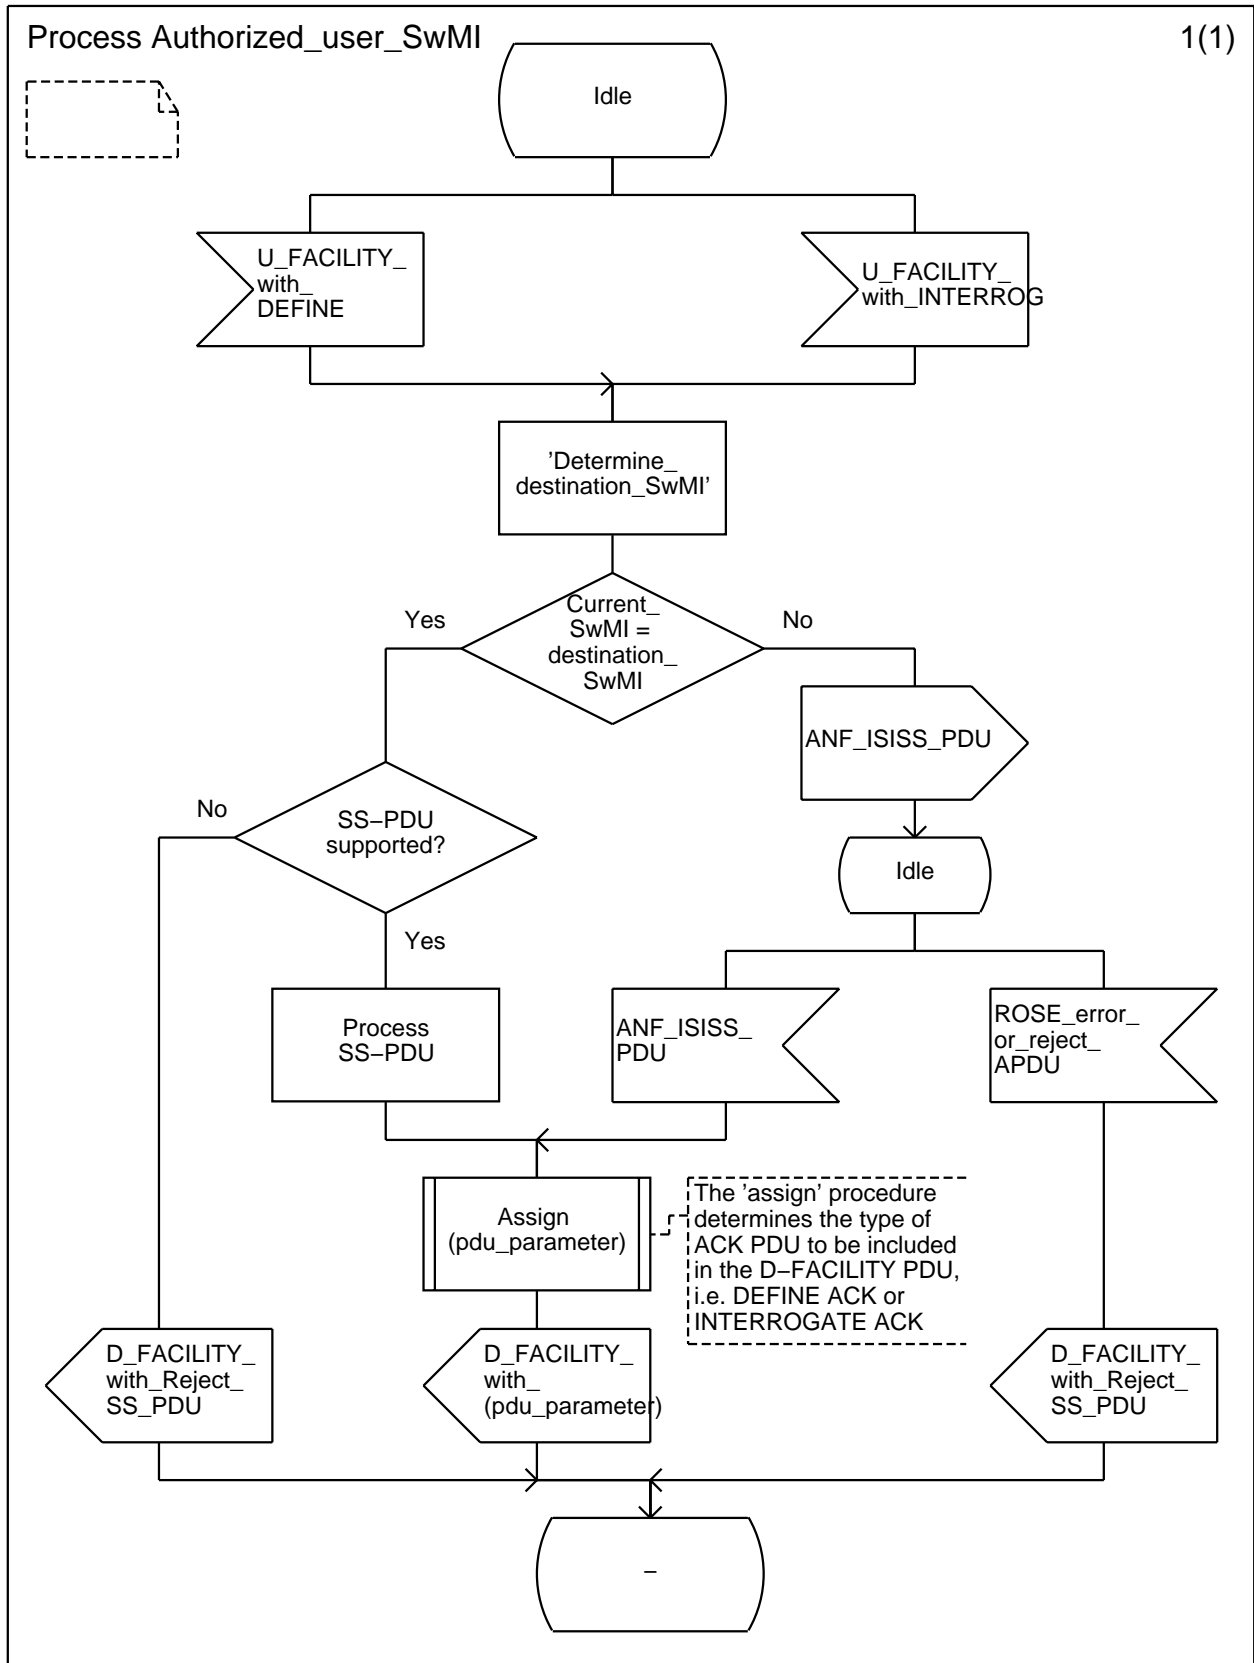 Process Authorized_user_SwMI
1(1)
Idle
U_FACILITY_
with_
DEFINE
U_FACILITY_
with_INTERROG
’Determine_
destination_SwMI’
Current_
SwMI =
destination_
SwMI
Yes
No
ANF_ISISS_PDU
SS−PDU
supported?
No
Yes
Idle
Process
SS−PDU
ANF_ISISS_
PDU
ROSE_error_
or_reject_
APDU
Assign
(pdu_parameter)
The ’assign’ procedure
determines the type of
ACK PDU to be included
in the D−FACILITY PDU,
i.e. DEFINE ACK or
INTERROGATE ACK
D_FACILITY_
with_Reject_
SS_PDU
D_FACILITY_
with_
(pdu_parameter)
D_FACILITY_
with_Reject_
SS_PDU
−